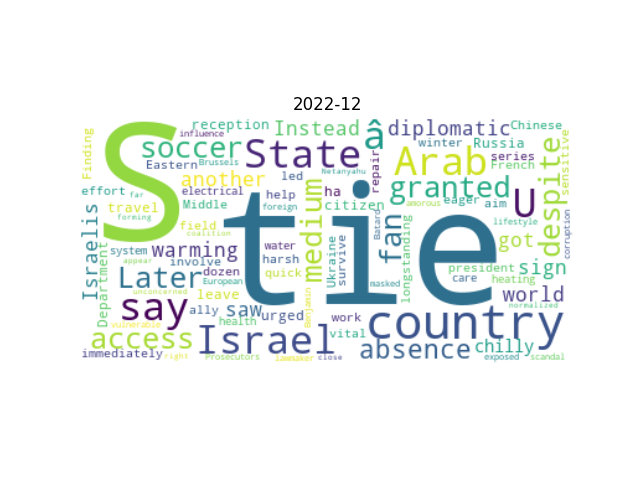 2022-12
Finding
reception
influence
Instead
â
diplomatic
Chinese
S
soccer
State
winter
Russia
series
Eastern
Brussels
Netanyahu
repair
Arab
French
sensitive
another
electrical
led
help
ha
granted
U
despite
effort
far
travel
forming
Middle
foreign
citizen
amorous
eager
aim
lifestyle
Israelis
field
coalition
tie
medium
fan
Batard
longstanding
got
corruption
Department
system
warming
water
harsh
Ukraine
survive
president
sign
appear
dozen
European
quick
masked
care
heating
Later
unconcerned
leave
ally
saw
urged
Benjamin
work
world
normalized
say
vulnerable
health
vital
country
access
Israel
absence
chilly
immediately
right
Prosecutors
lawmaker
close
exposed
scandal
involve